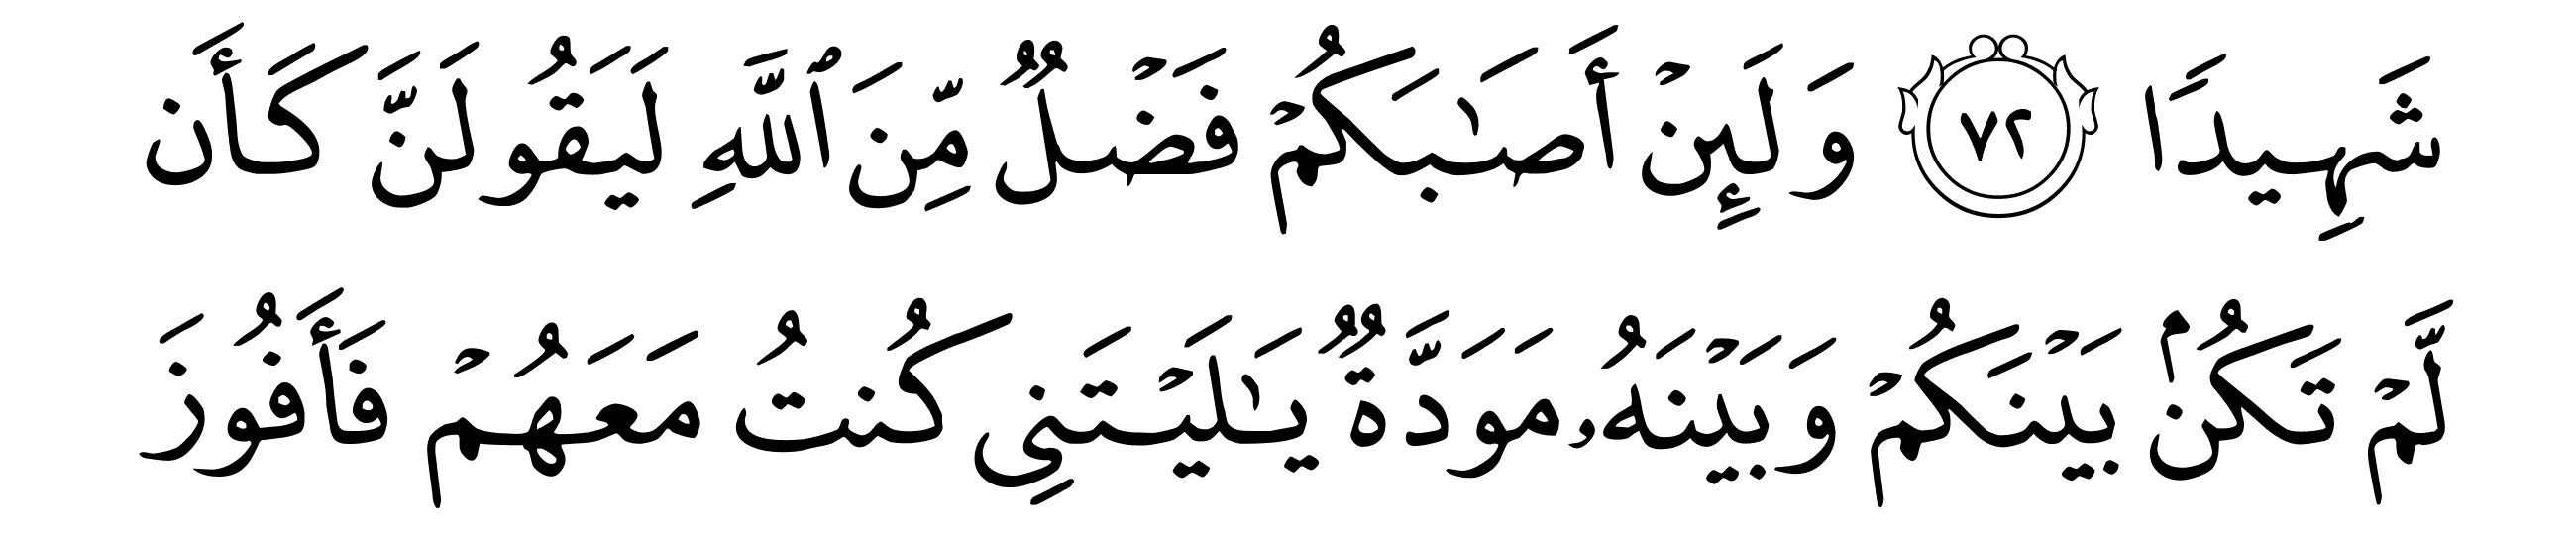 شَهِيدًا ٧٢ وَلَئِنْ أَصَـٰبَكُمْ فَضْلٌ مِّنَ ٱللَّهِ لَيَقُولَنَّ كَأَن
لَّمْ تَكُنۢ بَيْنَكُمْ وَبَيْنَهُۥ مَوَدَّةٌ يَـٰلَيْتَنِى كُنتُ مَعَهُمْ فَأَفُوزَ